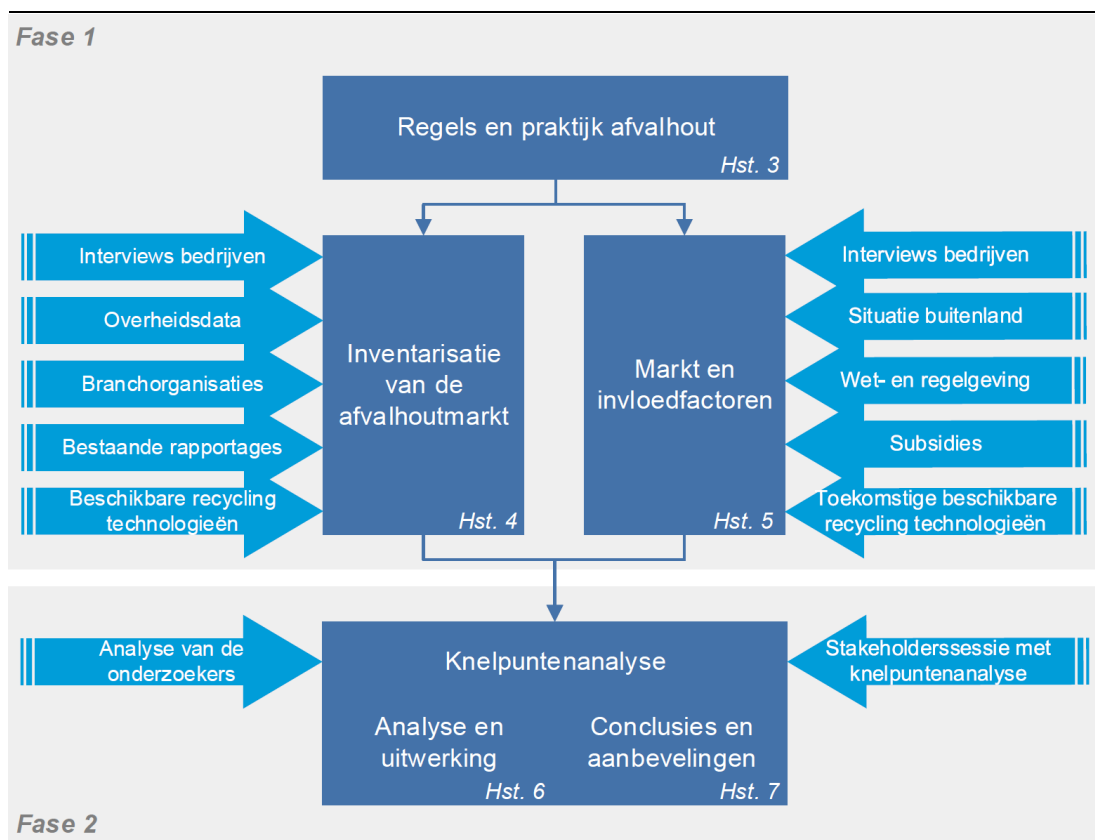 Fase 1
Regels en praktijk afvalhout
Hst. 3
Interviews bedrijven
Overheidsdata
Branchorganisaties
Bestaande rapportages
Beschikbare recycling
technologieën
Inventarisatie
van de
afvalhoutmarkt
Hst. 4
Markt en
invloedfactoren
Hst. 5
Interviews bedrijven
Situatie buitenland
Wet- en regelgeving
Subsidies
Toekomstige beschikbare
recycling technologieën
Analyse van de
onderzoekers
Knelpuntenanalyse
Analyse en
uitwerking
Hst. 6
Conclusies en
aanbevelingen
Hst. 7
Stakeholderssessie met
knelpuntenanalyse
Fase 2